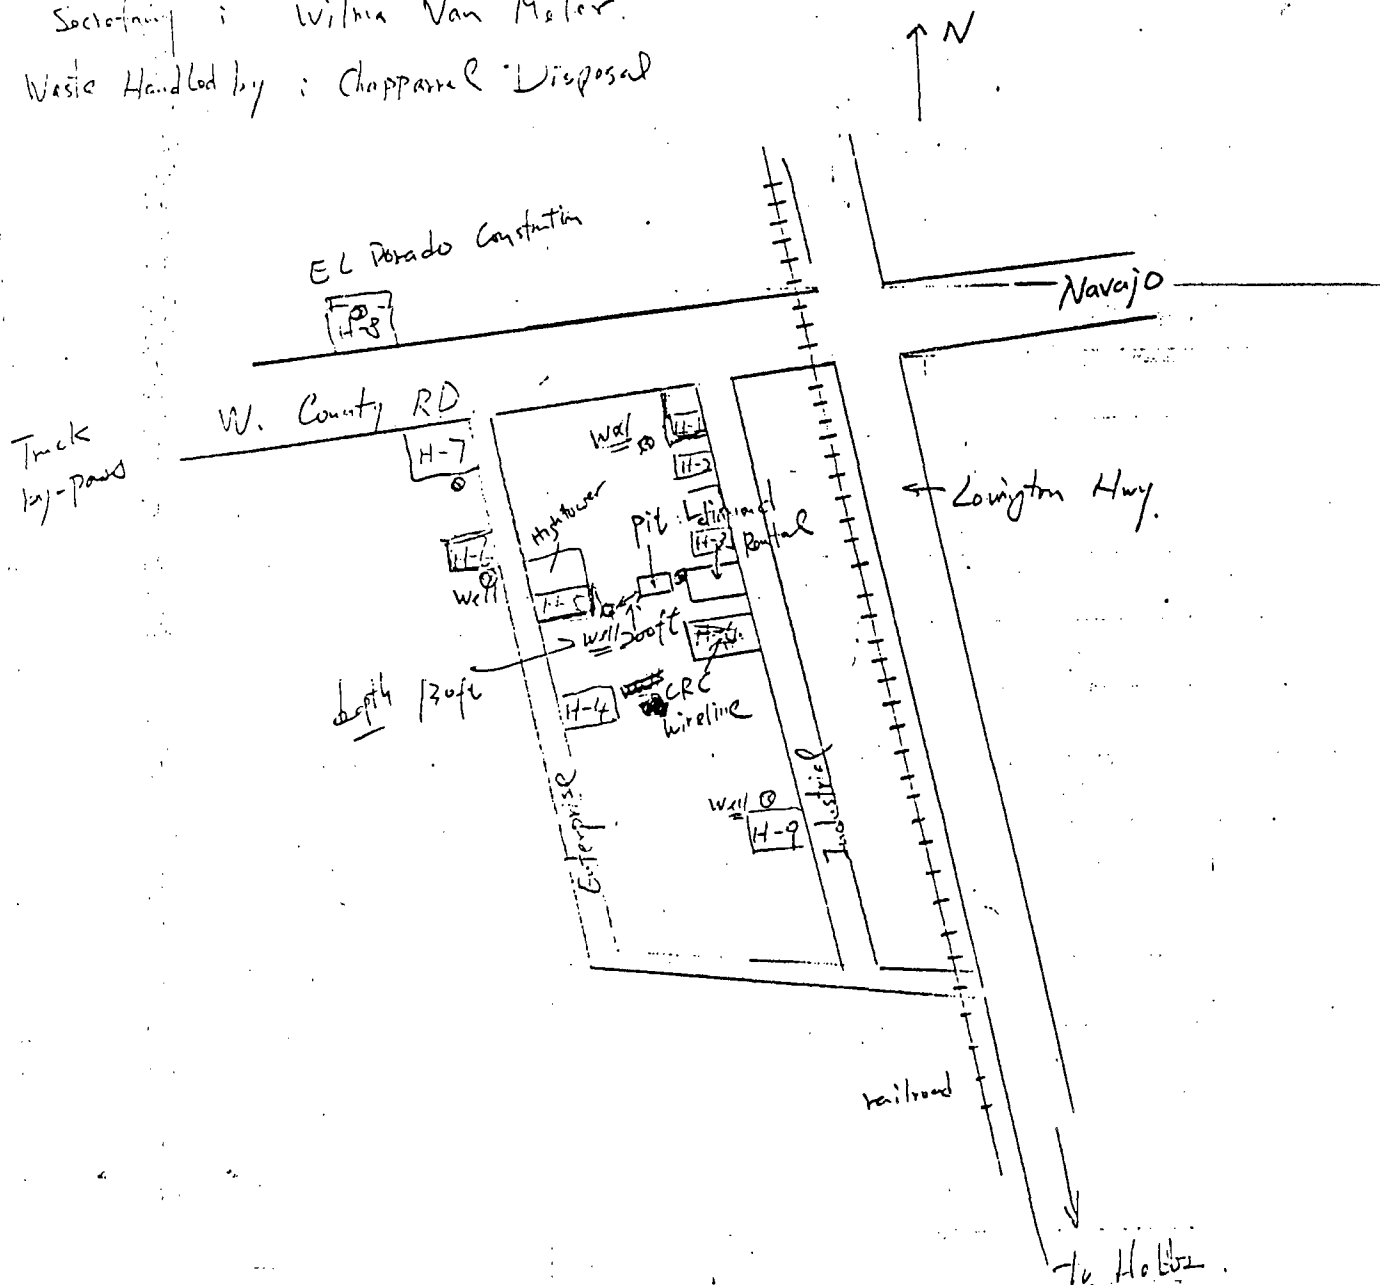 Secretary : Wilma Van Meter.
Waste Handled by : Chapparral Disposal
N
EL Dorado Construction
H-8
Navajo
W. County RD
Truck
by-pass
H-7
Well
H-1
H-2
Lovington Hwy.
Hightower
Pit
H-3
Rental
Well
H-5
Well
200ft
depth 130ft
H-4
CRC
Wireline
Enterprise
Industrial
Well
H-9
railroad
To Hobbs.